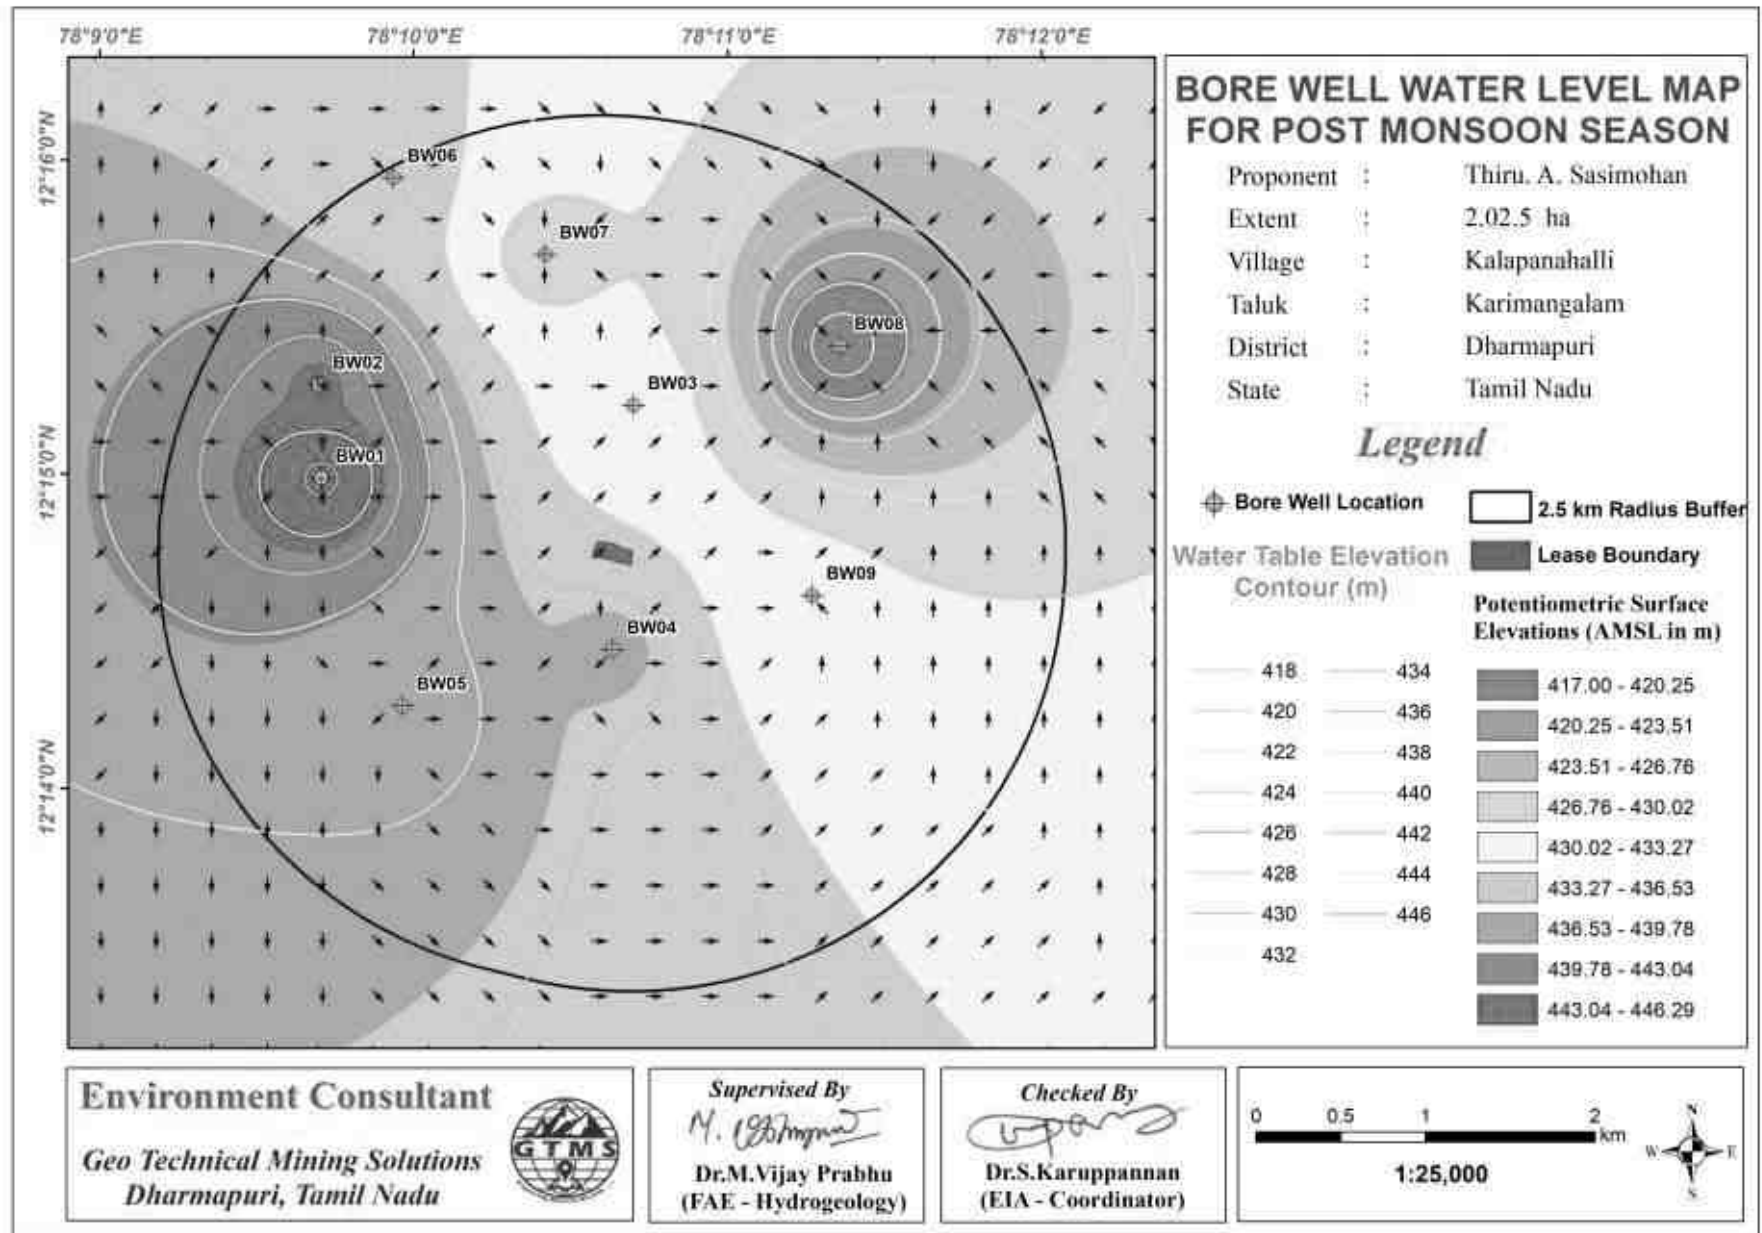 78°9'0"E 78°10'0"E 78°11'0"E 78°12'0"E
12°16'0"N
12°15'0"N
12°14'0"N
BW06
BW07
BW08
BW02
BW03
BW01
BW09
BW04
BW05
BORE WELL WATER LEVEL MAP
FOR POST MONSOON SEASON
Proponent : Thiru. A. Sasimohan
Extent : 2.02.5 ha
Village : Kalapanahalli
Taluk : Karimangalam
District : Dharmapuri
State : Tamil Nadu
Legend
Bore Well Location
2.5 km Radius Buffer
Lease Boundary
Water Table Elevation
Contour (m)
418 434
420 436
422 438
424 440
426 442
428 444
430 446
432
Potentiometric Surface
Elevations (AMSL in m)
417.00 - 420.25
420.25 - 423.51
423.51 - 426.76
426.76 - 430.02
430.02 - 433.27
433.27 - 436.53
436.53 - 439.78
439.78 - 443.04
443.04 - 446.29
Environment Consultant
Geo Technical Mining Solutions
Dharmapuri, Tamil Nadu
GTMS
Supervised By
Dr.M.Vijay Prabhu
(FAE - Hydrogeology)
Checked By
Dr.S.Karuppannan
(EIA - Coordinator)
0 0.5 1 2
km
1:25,000
N
W E
S